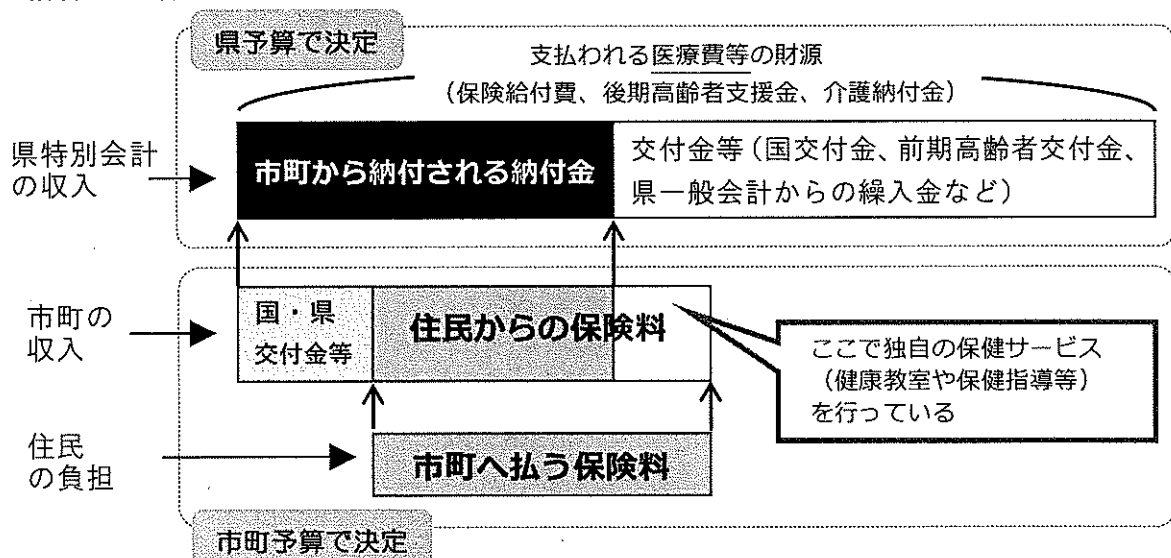 県予算で決定
支払われる医療費等の財源
(保険給付費、後期高齢者支援金、介護納付金)
県特別会計
の収入
市町から納付される納付金
交付金等(国交付金、前期高齢者交付金、
県一般会計からの繰入金など)
市町の
収入
国・県
交付金等
住民からの保険料
ここで独自の保健サービス
(健康教室や保健指導等)
を行っている
住民
の負担
市町へ払う保険料
市町予算で決定